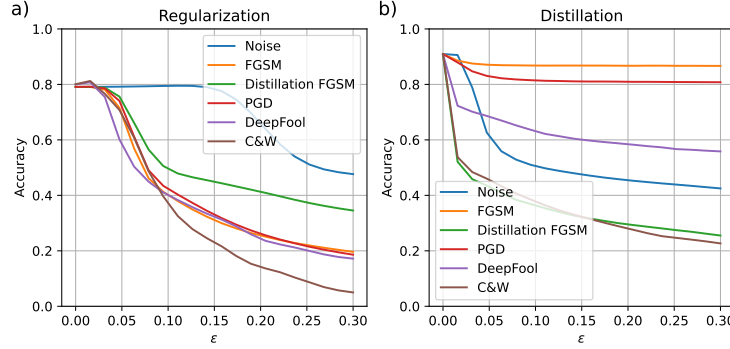 a)
Regularization
Accuracy
1.0
0.8
0.6
0.4
0.2
0.0
Noise
FGSM
Distillation FGSM
PGD
DeepFool
C&W
0.00 0.05 0.10 0.15 0.20 0.25 0.30
ε
b)
Distillation
Accuracy
1.0
0.8
0.6
0.4
0.2
0.0
Noise
FGSM
Distillation FGSM
PGD
DeepFool
C&W
0.00 0.05 0.10 0.15 0.20 0.25 0.30
ε